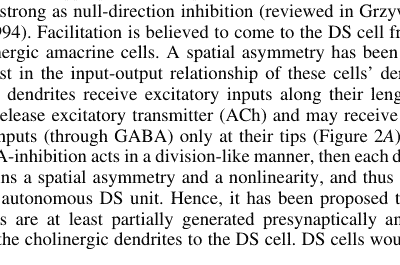 strong as null-direction inhibition (reviewed in Grzyw
994). Facilitation is believed to come to the DS cell fr
nergic amacrine cells. A spatial asymmetry has been
st in the input-output relationship of these cells' der
dendrites receive excitatory inputs along their leng
elease excitatory transmitter (ACh) and may receive
nputs (through GABA) only at their tips (Figure 2A)
A-inhibition acts in a division-like manner, then each d
ns a spatial asymmetry and a nonlinearity, and thus
autonomous DS unit. Hence, it has been proposed t
s are at least partially generated presynaptically an
the cholinergic dendrites to the DS cell. DS cells wou